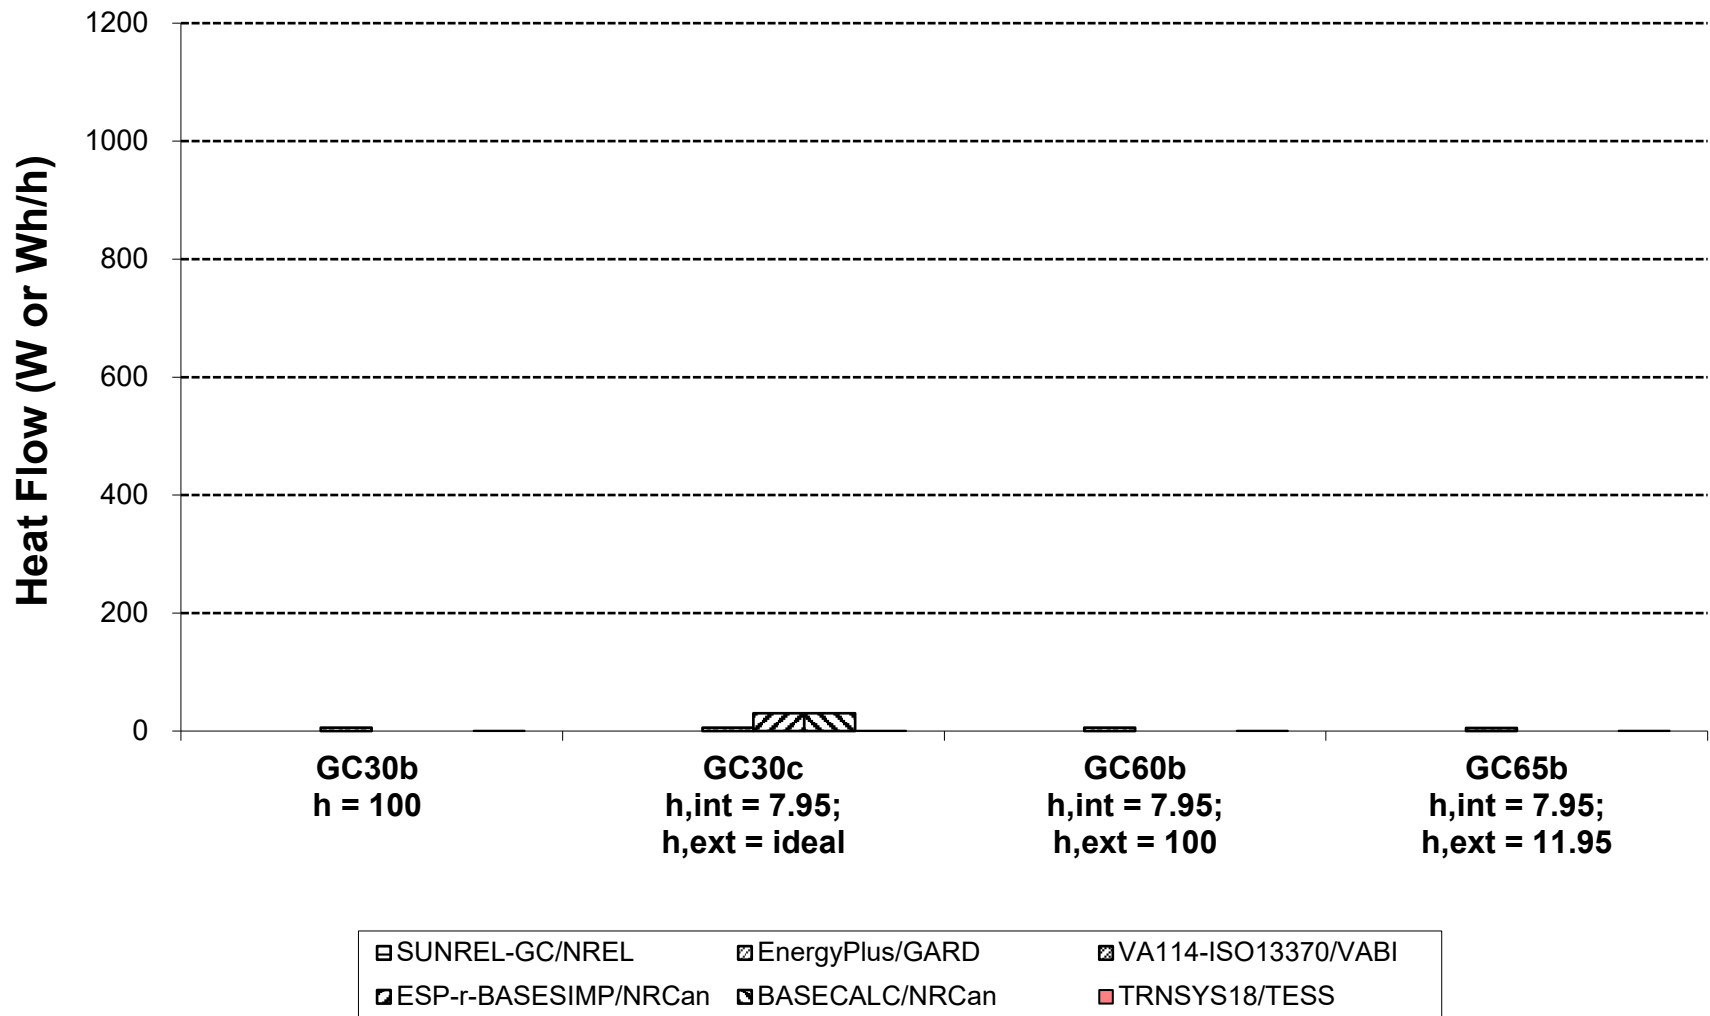 1200
1000
800
600
400
200
0
Heat Flow (W or Wh/h)
GC30b
h = 100
GC30c
h,int = 7.95;
h,ext = ideal
GC60b
h,int = 7.95;
h,ext = 100
GC65b
h,int = 7.95;
h,ext = 11.95
SUNREL-GC/NREL EnergyPlus/GARD VA114-ISO13370/VABI
ESP-r-BASESIMP/NRCan BASECALC/NRCan TRNSYS18/TESS